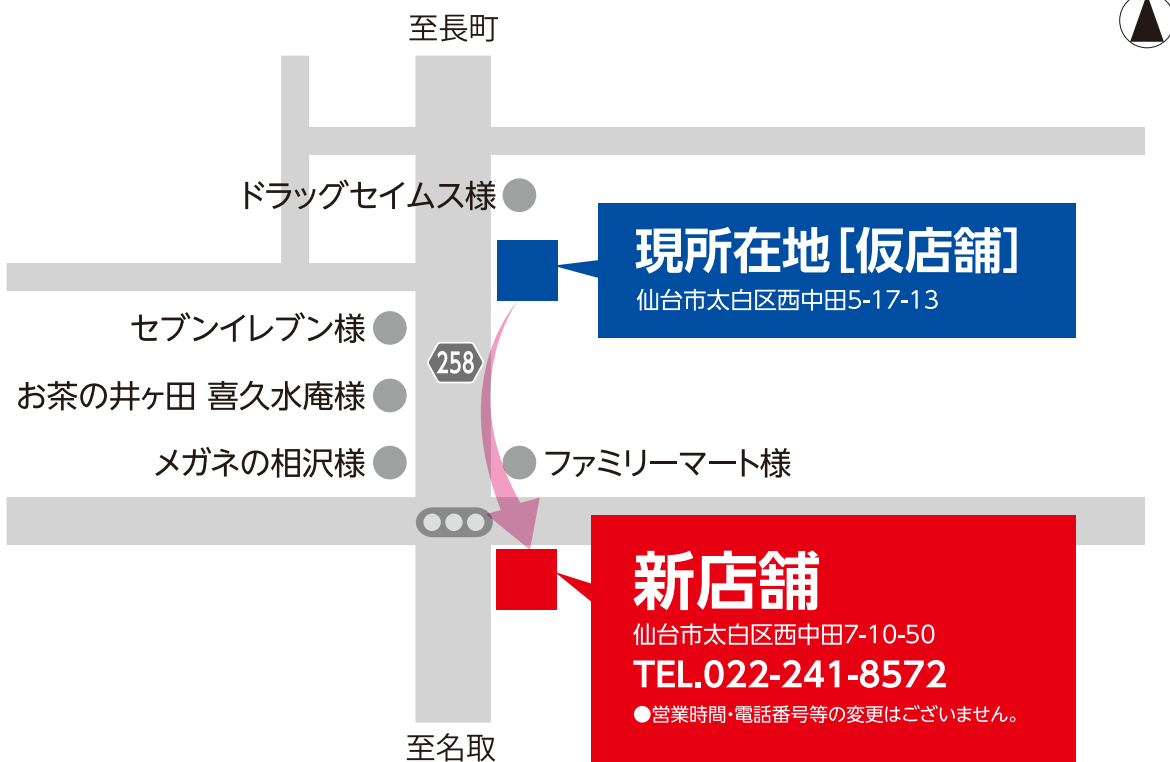 至長町
ドラッグセイムス様
現所在地[仮店舗]
仙台市太白区西中田5-17-13
セブンイレブン様
258
お茶の井ヶ田 喜久水庵様
メガネの相沢様
ファミリーマート様
新店舗
仙台市太白区西中田7-10-50
TEL.022-241-8572
●営業時間・電話番号等の変更はございません。
至名取